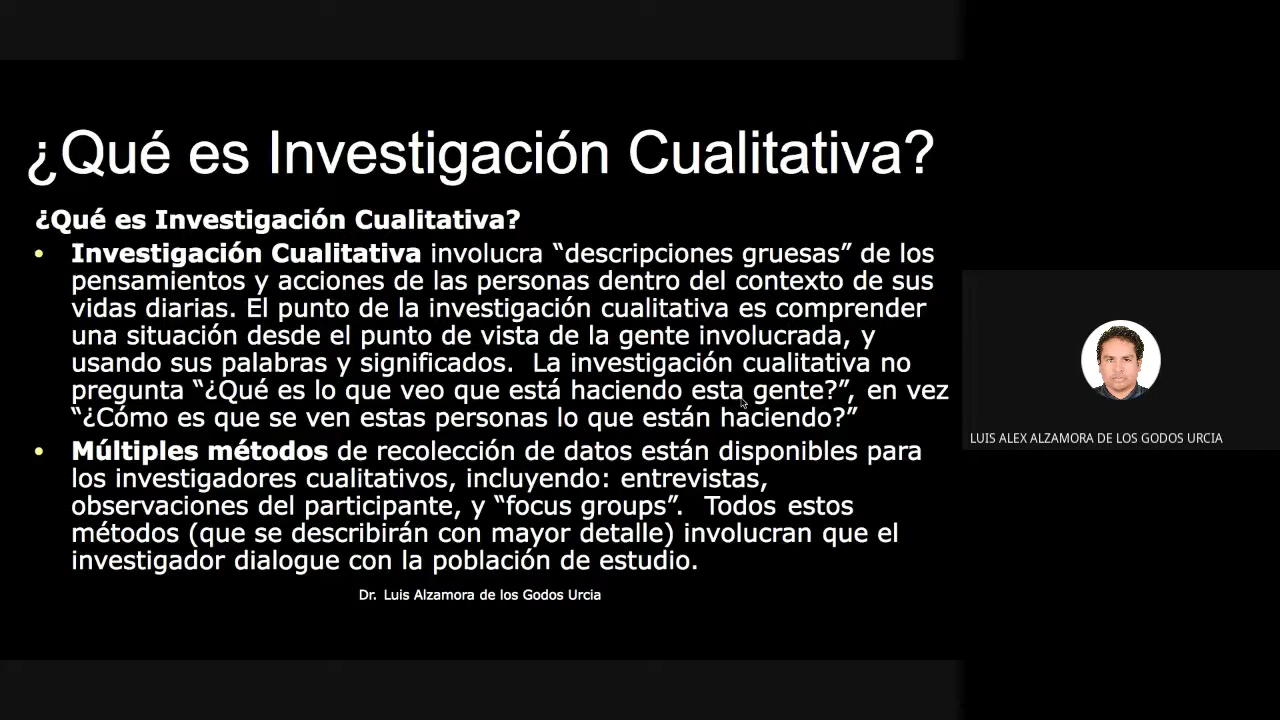 ¿Qué es Investigación Cualitativa?
¿Qué es Investigación Cualitativa?
• Investigación Cualitativa involucra “descripciones gruesas” de los
pensamientos y acciones de las personas dentro del contexto de sus
vidas diarias. El punto de la investigación cualitativa es comprender
una situación desde el punto de vista de la gente involucrada, y
usando sus palabras y significados. La investigación cualitativa no
pregunta “¿Qué es lo que veo que está haciendo esta gente?”, en vez
“¿Cómo es que se ven estas personas lo que están haciendo?”
• Múltiples métodos de recolección de datos están disponibles para
los investigadores cualitativos, incluyendo: entrevistas,
observaciones del participante, y “focus groups”. Todos estos
métodos (que se describirán con mayor detalle) involucran que el
investigador dialogue con la población de estudio.
Dr. Luis Alzamora de los Godos Urcia
LUIS ALEX ALZAMORA DE LOS GODOS URCIA